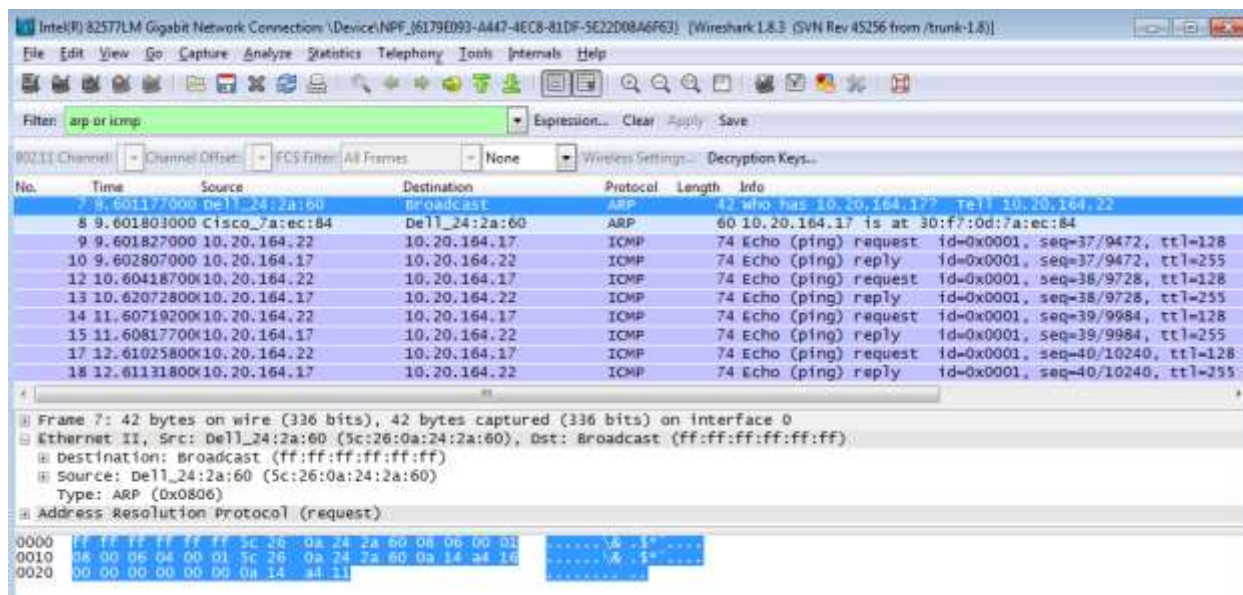 Intel(R) 82577LM Gigabit Network Connection: \Device\NPF_{6179E093-A447-4EC8-81DF-5E22D08A6F63} [Wireshark 1.8.3 (SVN Rev 45256 from /trunk-1.8)]
File Edit View Go Capture Analyze Statistics Telephony Tools Internals Help
Filter: arp or icmp Expression... Clear Apply Save
802.11 Channel: Channel Offset: FCS Filter: All Frames None Wireless Settings... Decryption Keys...
No. Time Source Destination Protocol Length Info
7 9.601177000 Dell_24:2a:60 Broadcast ARP 42 who has 10.20.164.17? Tell 10.20.164.22
8 9.601803000 Cisco_7a:ec:84 Dell_24:2a:60 ARP 60 10.20.164.17 is at 30:f7:0d:7a:ec:84
9 9.601827000 10.20.164.22 10.20.164.17 ICMP 74 Echo (ping) request id=0x0001, seq=37/9472, ttl=128
10 9.602807000 10.20.164.17 10.20.164.22 ICMP 74 Echo (ping) reply id=0x0001, seq=37/9472, ttl=255
12 10.60418700( 10.20.164.22 10.20.164.17 ICMP 74 Echo (ping) request id=0x0001, seq=38/9728, ttl=128
13 10.62072800( 10.20.164.17 10.20.164.22 ICMP 74 Echo (ping) reply id=0x0001, seq=38/9728, ttl=255
14 11.60719200( 10.20.164.22 10.20.164.17 ICMP 74 Echo (ping) request id=0x0001, seq=39/9984, ttl=128
15 11.60817700( 10.20.164.17 10.20.164.22 ICMP 74 Echo (ping) reply id=0x0001, seq=39/9984, ttl=255
17 12.61025800( 10.20.164.22 10.20.164.17 ICMP 74 Echo (ping) request id=0x0001, seq=40/10240, ttl=128
18 12.61131800( 10.20.164.17 10.20.164.22 ICMP 74 Echo (ping) reply id=0x0001, seq=40/10240, ttl=255
Frame 7: 42 bytes on wire (336 bits), 42 bytes captured (336 bits) on interface 0
Ethernet II, Src: Dell_24:2a:60 (5c:26:0a:24:2a:60), Dst: Broadcast (ff:ff:ff:ff:ff:ff)
Destination: Broadcast (ff:ff:ff:ff:ff:ff)
Source: Dell_24:2a:60 (5c:26:0a:24:2a:60)
Type: ARP (0x0806)
Address Resolution Protocol (request)
0000 ff ff ff ff ff ff 5c 26 0a 24 2a 60 08 06 00 01 ......\& .$*`....
0010 08 00 06 04 00 01 5c 26 0a 24 2a 60 0a 14 a4 16 ......\& .$*`....
0020 00 00 00 00 00 00 0a 14 a4 11 ........ ..